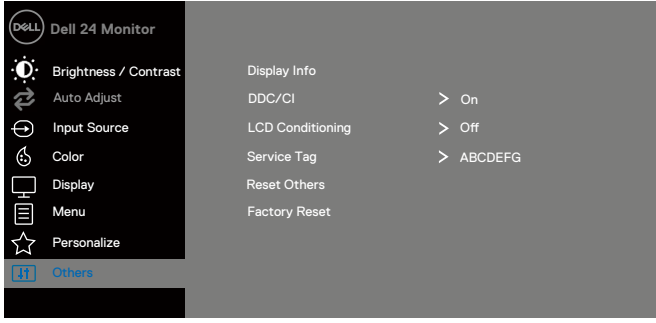 DELL Dell 24 Monitor
Brightness / Contrast
Auto Adjust
Input Source
Color
Display
Menu
Personalize
Others
Display Info
DDC/CI > On
LCD Conditioning > Off
Service Tag > ABCDEFG
Reset Others
Factory Reset